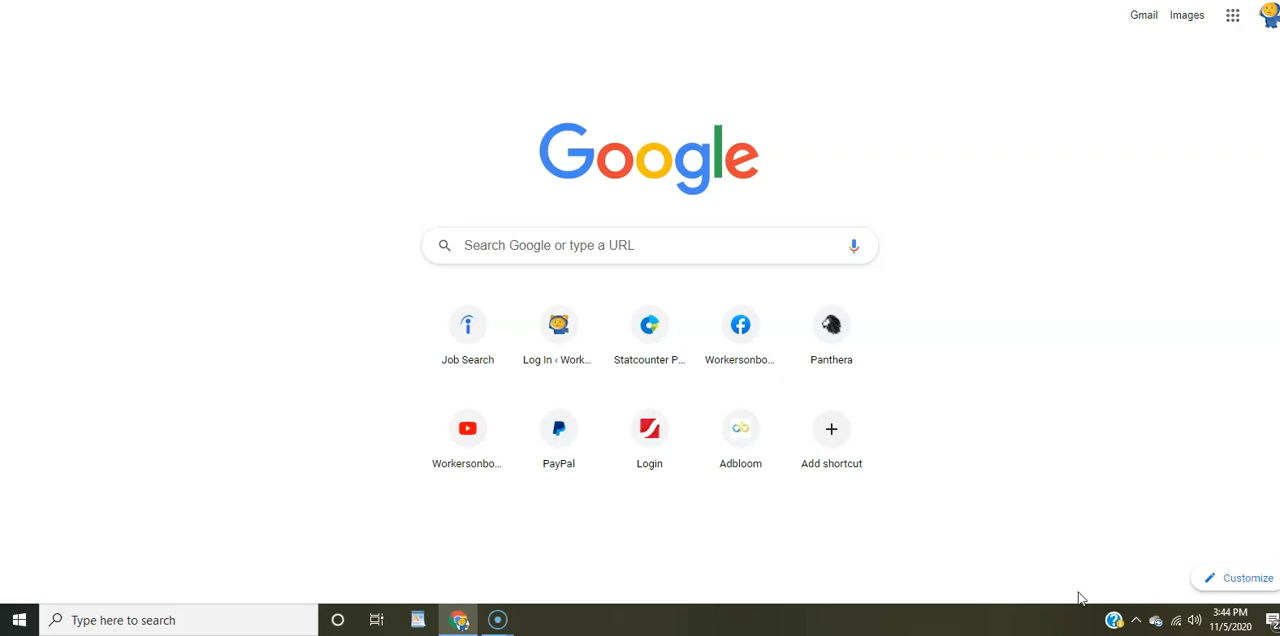 Gmail Images
Google
Search Google or type a URL
Job Search Log In ‹ Work... Statcounter P... Workersonbo... Panthera
Workersonbo... PayPal Login Adbloom Add shortcut
Customize
Type here to search
3:44 PM
11/5/2020